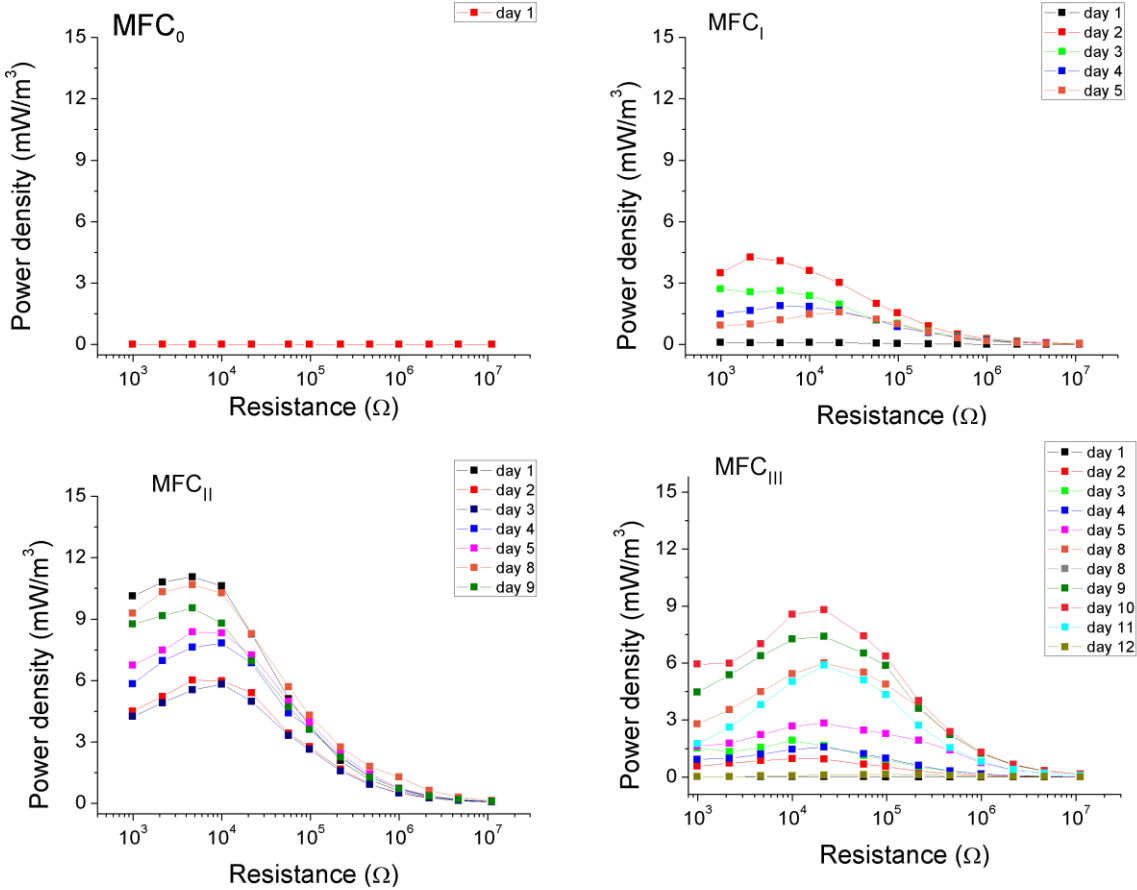 MFC₀
day 1
Power density (mW/m³)
15
12
9
6
3
0
10³ 10⁴ 10⁵ 10⁶ 10⁷
Resistance (Ω)
MFC_I
day 1
day 2
day 3
day 4
day 5
Power density (mW/m³)
15
12
9
6
3
0
10³ 10⁴ 10⁵ 10⁶ 10⁷
Resistance (Ω)
MFC_II
day 1
day 2
day 3
day 4
day 5
day 8
day 9
Power density (mW/m³)
15
12
9
6
3
0
10³ 10⁴ 10⁵ 10⁶ 10⁷
Resistance (Ω)
MFC_III
day 1
day 2
day 3
day 4
day 5
day 8
day 8
day 9
day 10
day 11
day 12
Power density (mW/m³)
15
12
9
6
3
0
10³ 10⁴ 10⁵ 10⁶ 10⁷
Resistance (Ω)